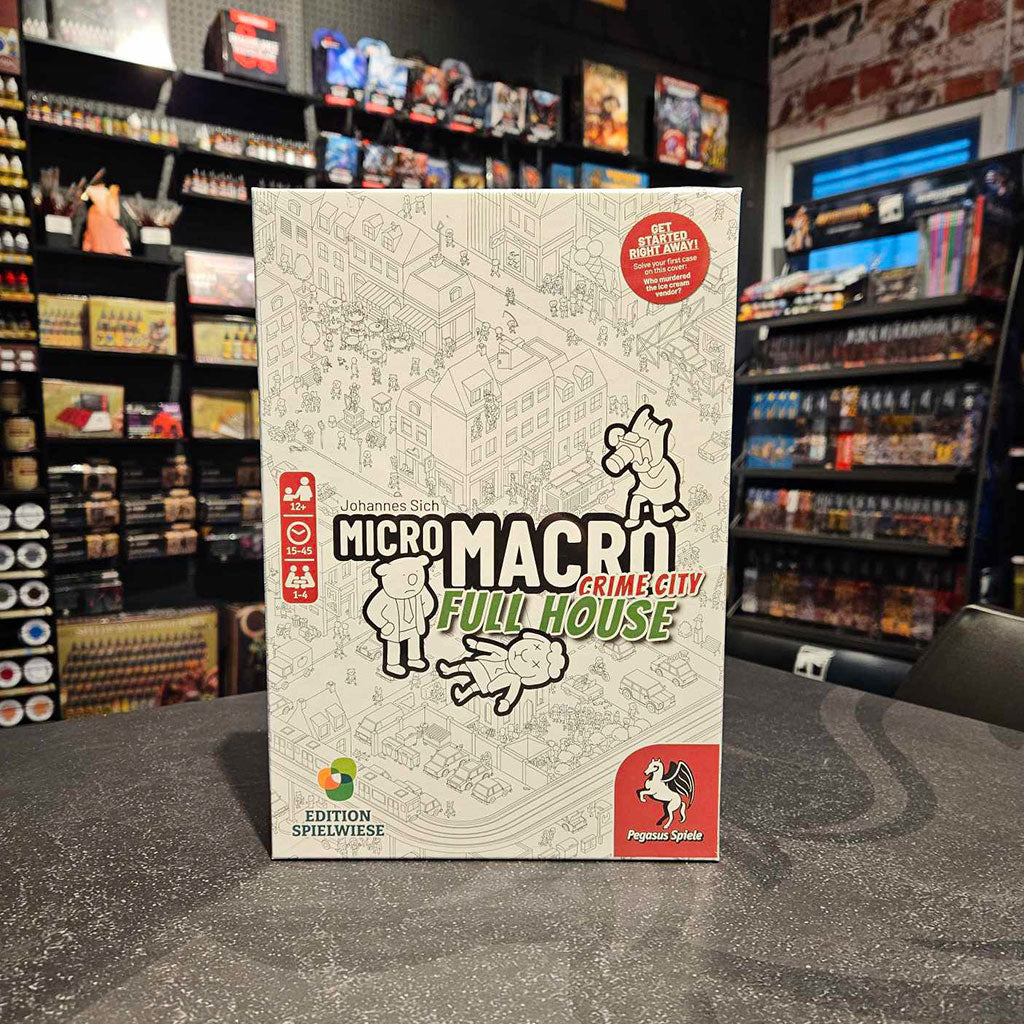 GET
STARTED
RIGHT AWAY!
Solve your first case
on this cover:
Who murdered
the ice cream
vendor?
12+
15-45
1-4
Johannes Sich
MICRO MACRO
CRIME CITY
FULL HOUSE
EDITION
SPIELWIESE
Pegasus Spiele